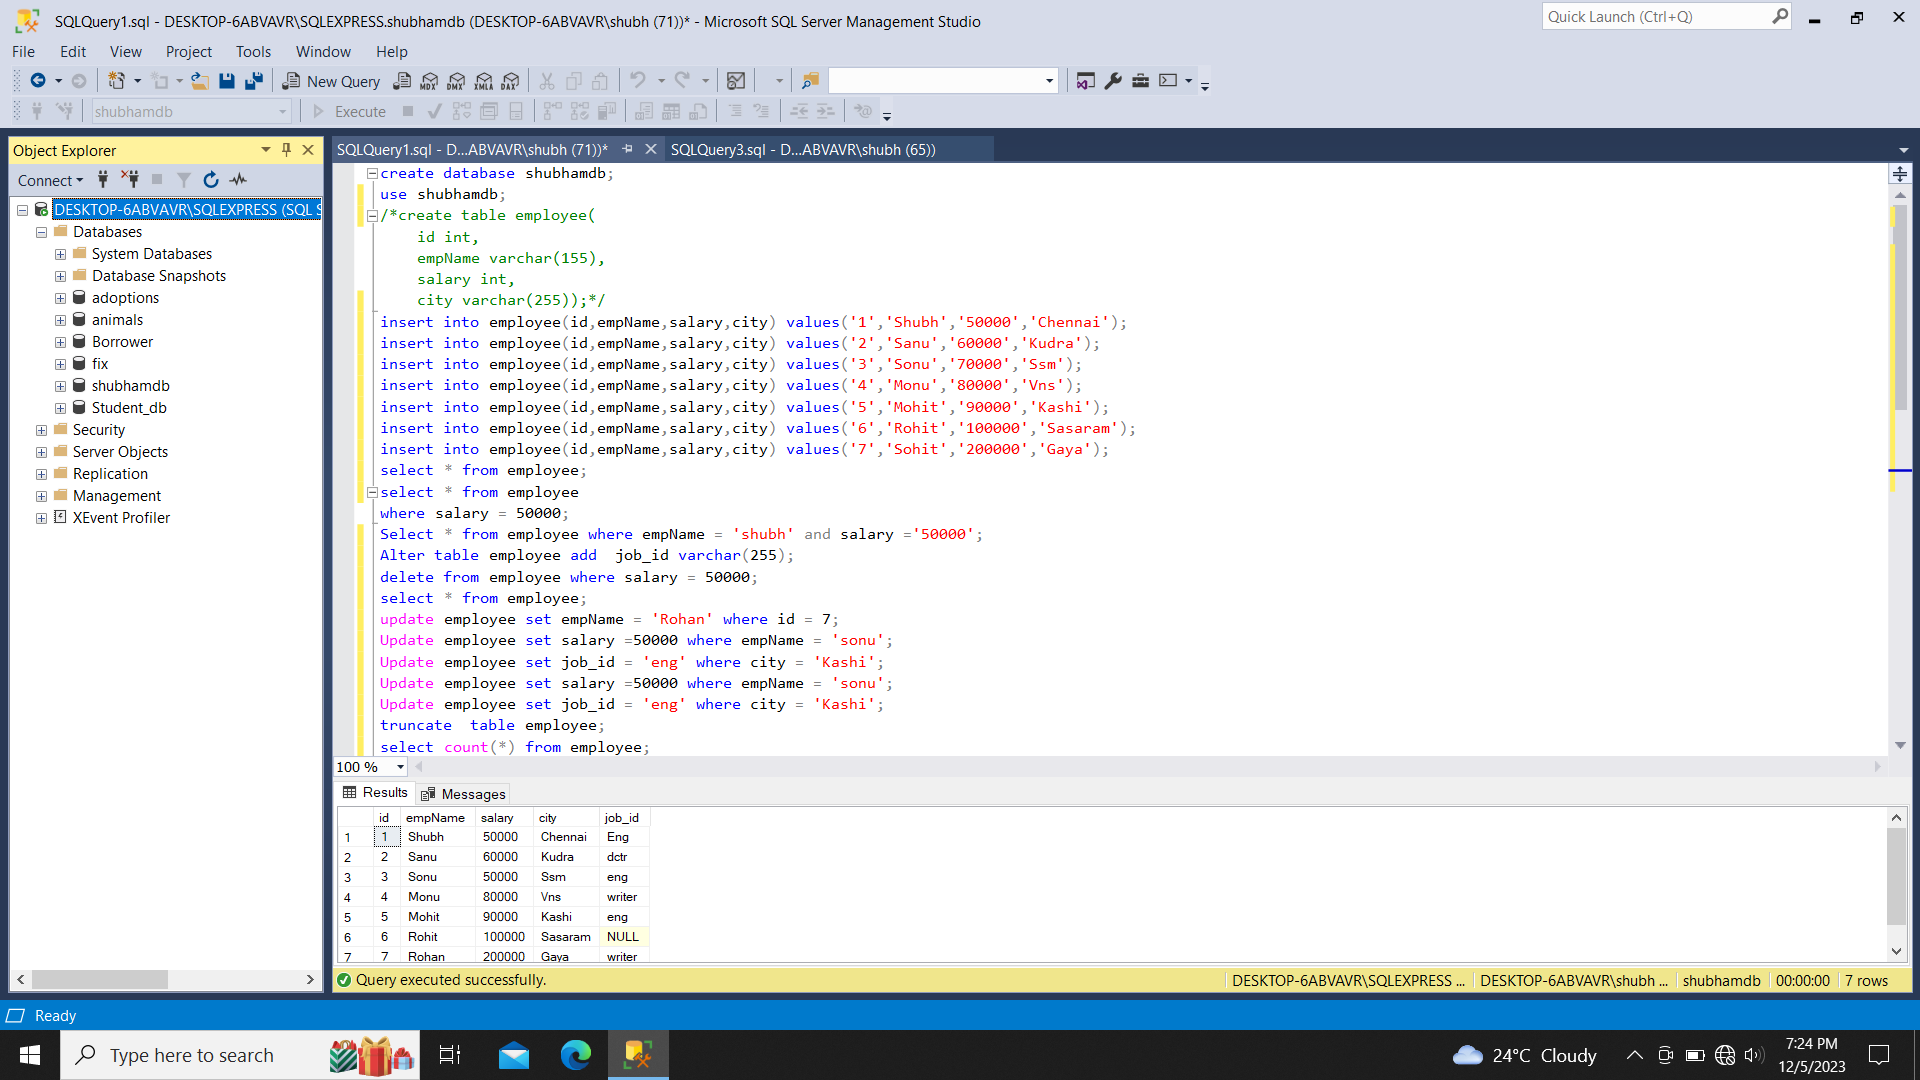 SQLQuery1.sql - DESKTOP-6ABVAVR\SQLEXPRESS.shubhamdb (DESKTOP-6ABVAVR\shubh (71))* - Microsoft SQL Server Management Studio
Quick Launch (Ctrl+Q)
File Edit View Project Tools Window Help
New Query MDX DMX XMLA DAX
shubhamdb Execute
Object Explorer
Connect
DESKTOP-6ABVAVR\SQLEXPRESS (SQL S
Databases
System Databases
Database Snapshots
adoptions
animals
Borrower
fix
shubhamdb
Student_db
Security
Server Objects
Replication
Management
XEvent Profiler
SQLQuery1.sql - D...ABVAVR\shubh (71))* SQLQuery3.sql - D...ABVAVR\shubh (65))
create database shubhamdb;
use shubhamdb;
/*create table employee(
id int,
empName varchar(155),
salary int,
city varchar(255));*/
insert into employee(id,empName,salary,city) values('1','Shubh','50000','Chennai');
insert into employee(id,empName,salary,city) values('2','Sanu','60000','Kudra');
insert into employee(id,empName,salary,city) values('3','Sonu','70000','Ssm');
insert into employee(id,empName,salary,city) values('4','Monu','80000','Vns');
insert into employee(id,empName,salary,city) values('5','Mohit','90000','Kashi');
insert into employee(id,empName,salary,city) values('6','Rohit','100000','Sasaram');
insert into employee(id,empName,salary,city) values('7','Sohit','200000','Gaya');
select * from employee;
select * from employee
where salary = 50000;
Select * from employee where empName = 'shubh' and salary ='50000';
Alter table employee add  job_id varchar(255);
delete from employee where salary = 50000;
select * from employee;
update employee set empName = 'Rohan' where id = 7;
Update employee set salary =50000 where empName = 'sonu';
Update employee set job_id = 'eng' where city = 'Kashi';
Update employee set salary =50000 where empName = 'sonu';
Update employee set job_id = 'eng' where city = 'Kashi';
truncate  table employee;
select count(*) from employee;
100 %
Results Messages
id empName salary city job_id
1 1 Shubh 50000 Chennai Eng
2 2 Sanu 60000 Kudra dctr
3 3 Sonu 50000 Ssm eng
4 4 Monu 80000 Vns writer
5 5 Mohit 90000 Kashi eng
6 6 Rohit 100000 Sasaram NULL
7 7 Rohan 200000 Gaya writer
Query executed successfully. DESKTOP-6ABVAVR\SQLEXPRESS ... DESKTOP-6ABVAVR\shubh ... shubhamdb 00:00:00 7 rows
Ready
Type here to search
24°C Cloudy
7:24 PM
12/5/2023